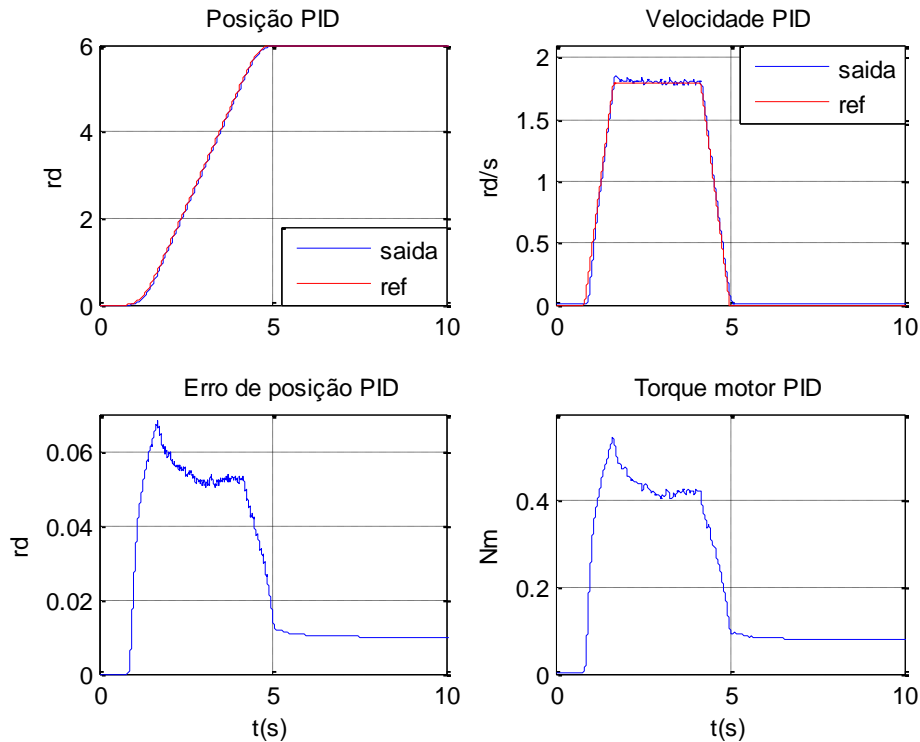 Posição PID
6
4
2
0
rd
0
5
10
saida
ref
Velocidade PID
2
1.5
1
0.5
0
rd/s
0
5
10
saida
ref
Erro de posição PID
0.06
0.04
0.02
0
rd
0
5
10
t(s)
Torque motor PID
0.4
0.2
0
Nm
0
5
10
t(s)